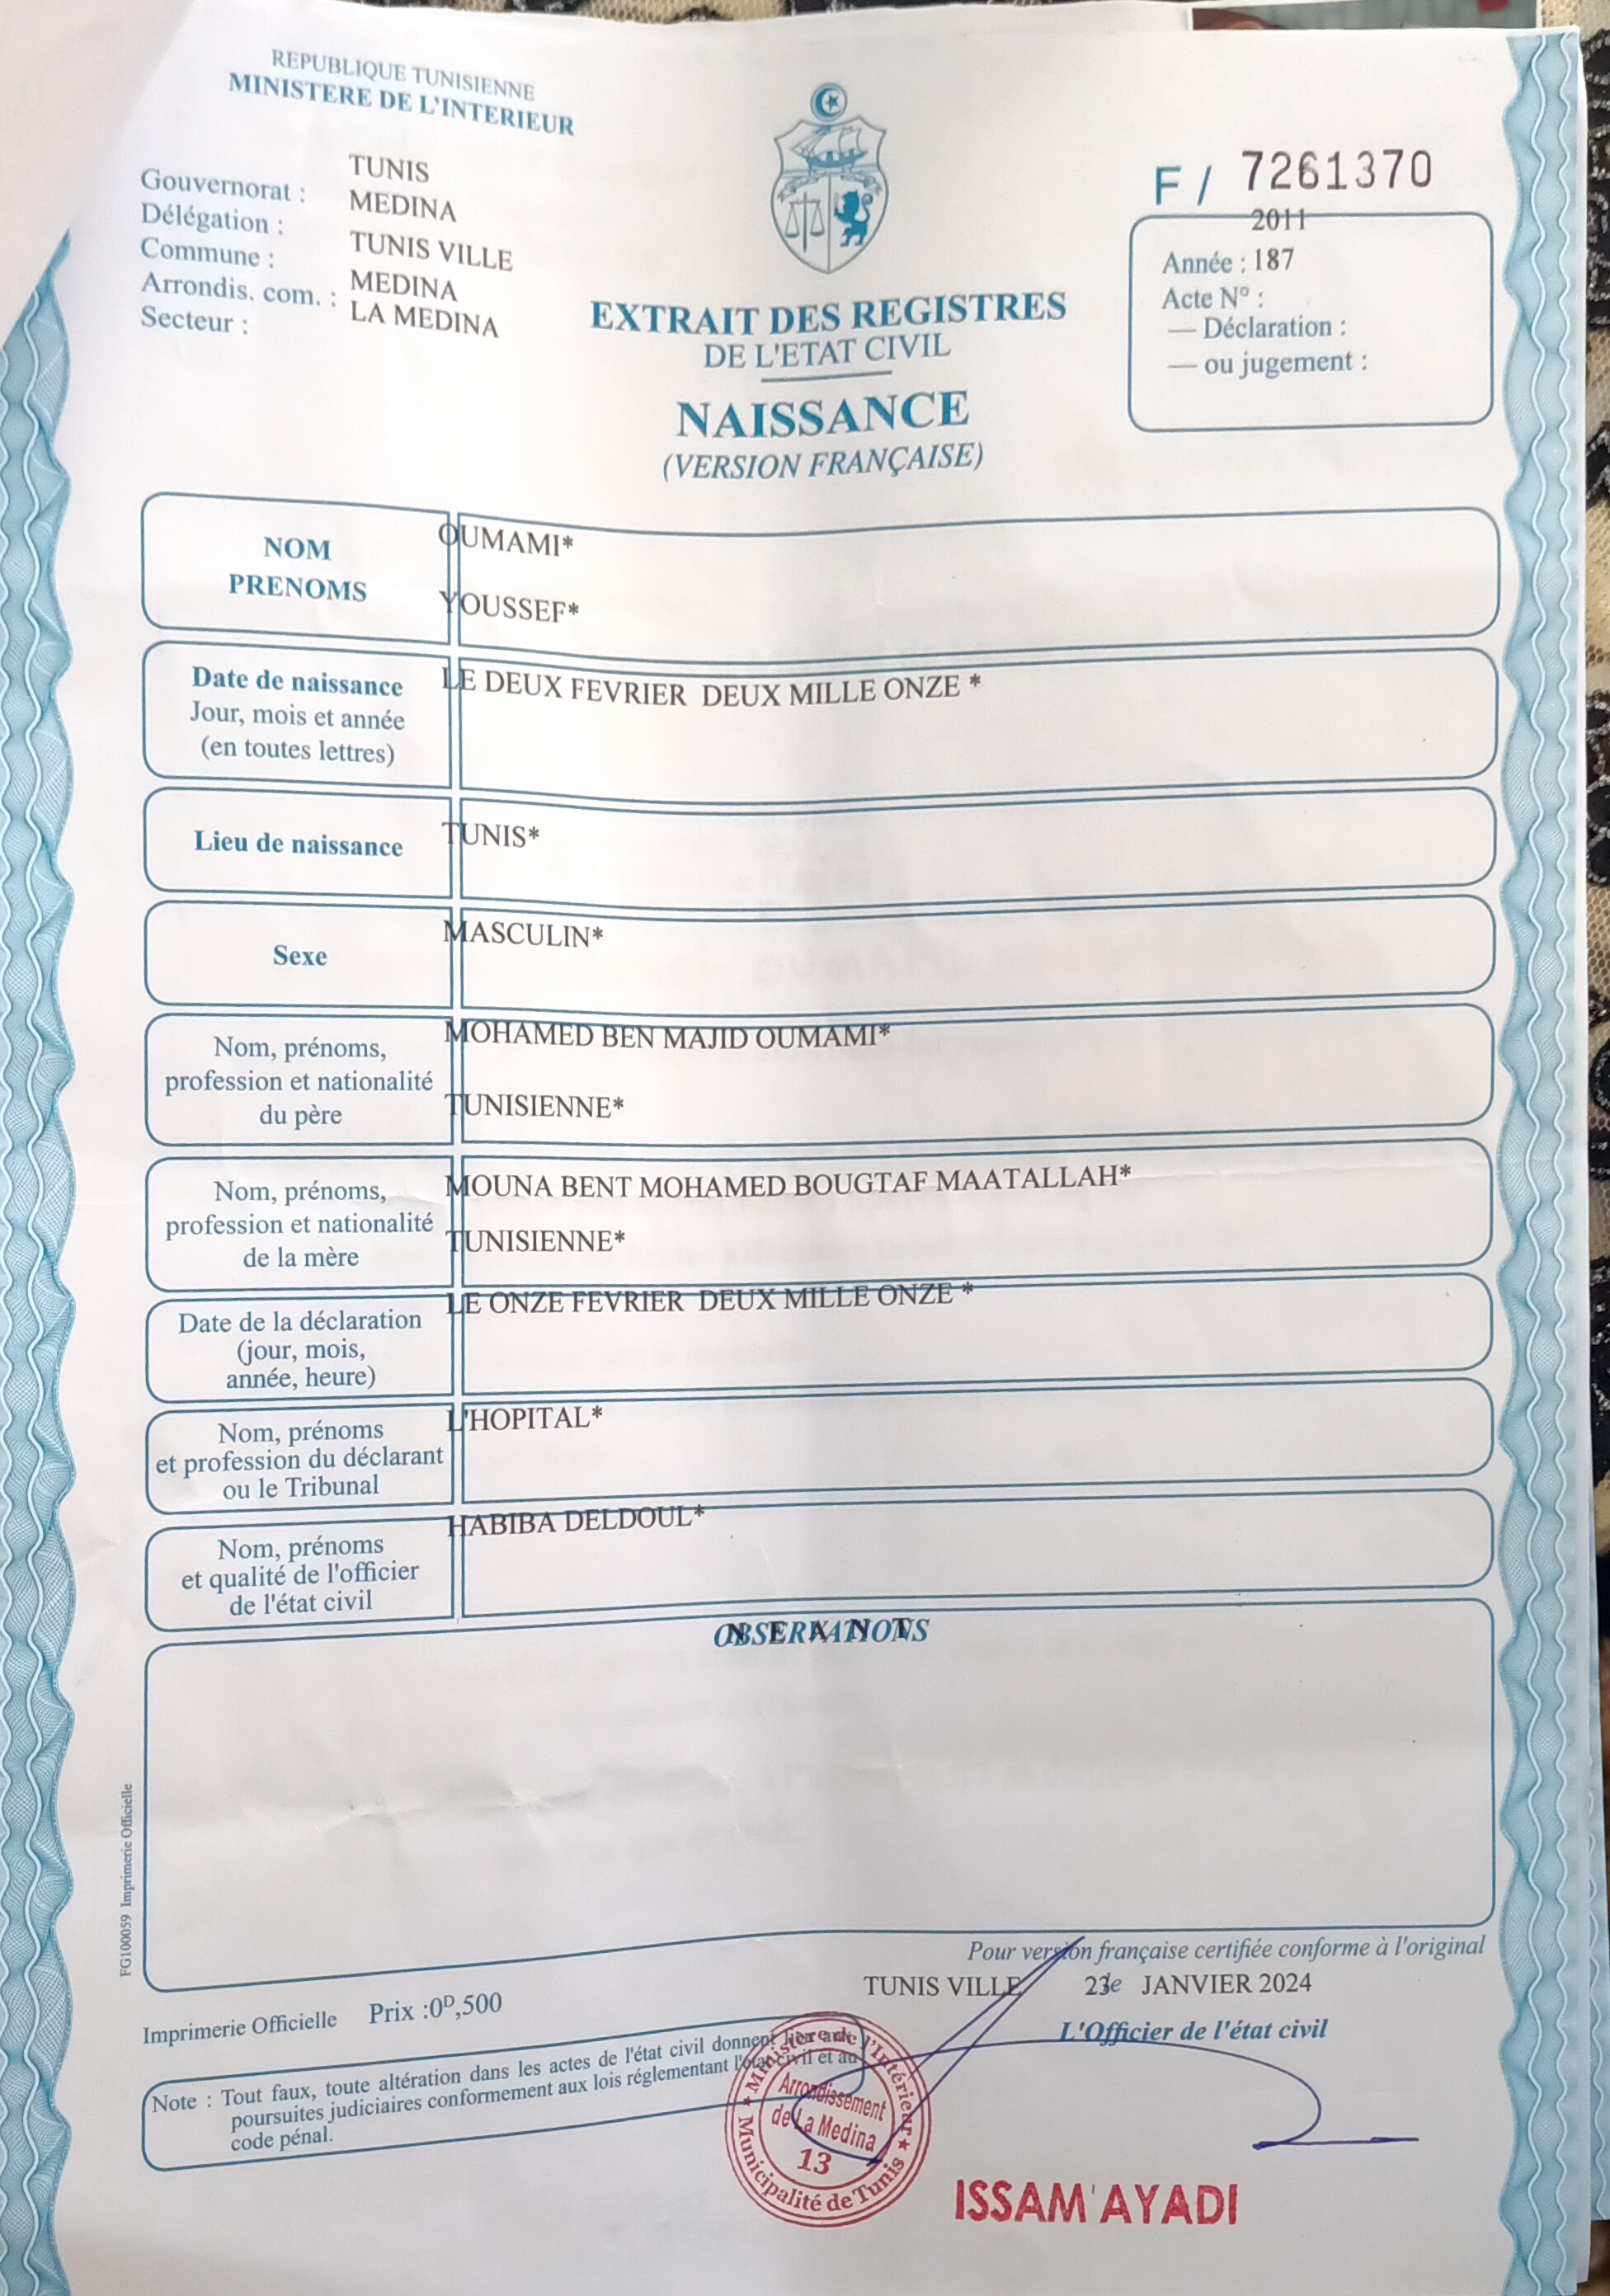 REPUBLIQUE TUNISIENNE
MINISTERE DE L'INTERIEUR
Gouvernorat : TUNIS
Délégation : MEDINA
Commune : TUNIS VILLE
Arrondis. com. : MEDINA
Secteur : LA MEDINA
F / 7261370
2011
Année : 187
Acte N° :
— Déclaration :
— ou jugement :
EXTRAIT DES REGISTRES
DE L'ETAT CIVIL
NAISSANCE
(VERSION FRANÇAISE)
NOM OUMAMI*
PRENOMS YOUSSEF*
Date de naissance
Jour, mois et année
(en toutes lettres)
LE DEUX FEVRIER DEUX MILLE ONZE *
Lieu de naissance TUNIS*
Sexe MASCULIN*
Nom, prénoms,
profession et nationalité
du père
MOHAMED BEN MAJID OUMAMI*
TUNISIENNE*
Nom, prénoms,
profession et nationalité
de la mère
MOUNA BENT MOHAMED BOUGTAF MAATALLAH*
TUNISIENNE*
Date de la déclaration
(jour, mois,
année, heure)
LE ONZE FEVRIER DEUX MILLE ONZE *
Nom, prénoms
et profession du déclarant
ou le Tribunal
L'HOPITAL*
Nom, prénoms
et qualité de l'officier
de l'état civil
HABIBA DELDOUL*
OBSERVATIONS
N E A N T
FG100059 Imprimerie Officielle
Pour version française certifiée conforme à l'original
TUNIS VILLE 23 le JANVIER 2024
L'Officier de l'état civil
Imprimerie Officielle Prix :0D,500
Note : Tout faux, toute altération dans les actes de l'état civil donnent lieu aux
poursuites judiciaires conformement aux lois réglementant l'état civil et au
code pénal.
Ministère de l'Intérieur
Arrondissement
de La Medina
13
Municipalité de Tunis
ISSAM AYADI